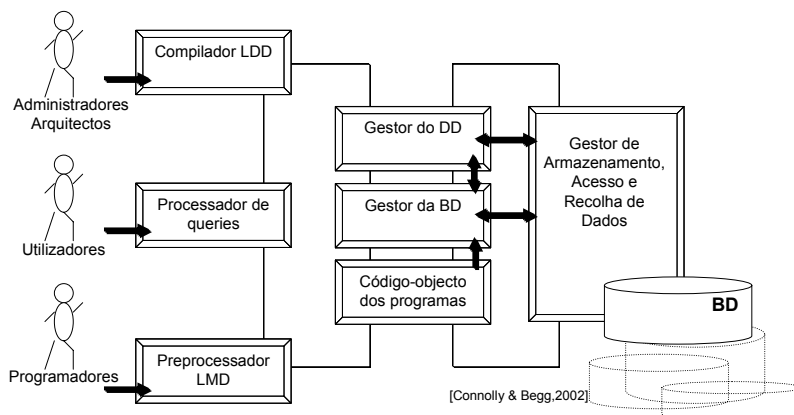 Administradores
Arquitectos
Compilador LDD
Utilizadores
Processador de
queries
Programadores
Preprocessador
LMD
Gestor do DD
Gestor da BD
Código-objecto
dos programas
Gestor de
Armazenamento,
Acesso e
Recolha de
Dados
BD
[Connolly & Begg,2002]